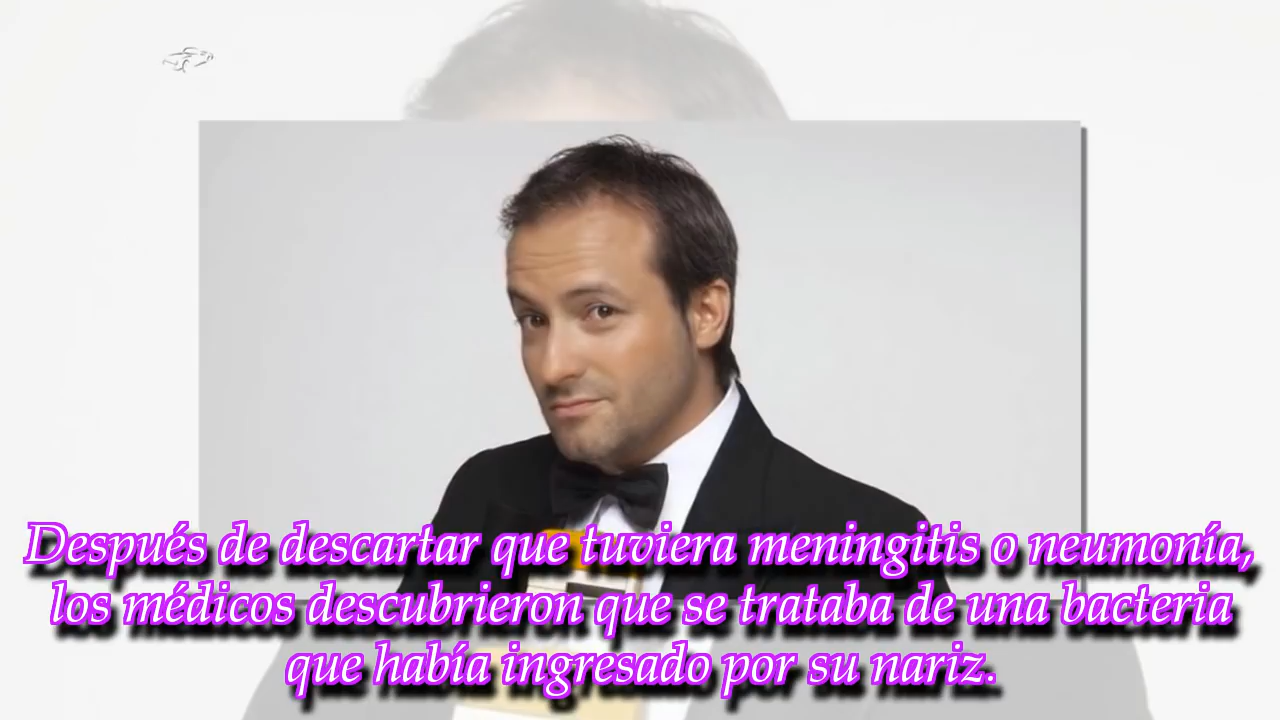 Después de descartar que tuviera meningitis o neumonía,
los médicos descubrieron que se trataba de una bacteria
que había ingresado por su nariz.